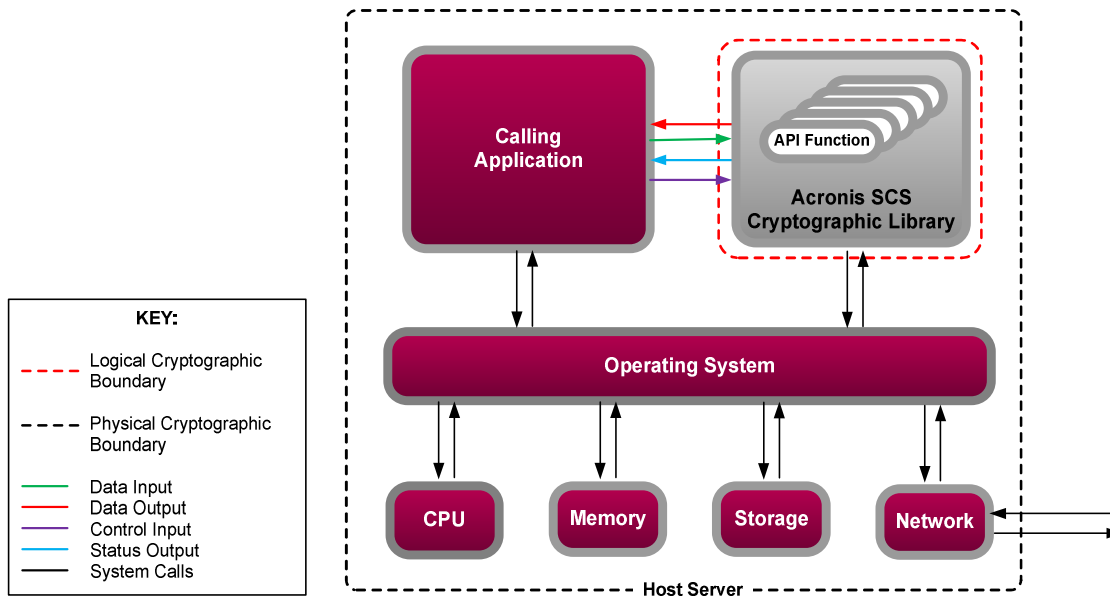 Calling
Application
API Function
Acronis SCS
Cryptographic Library
Operating System
CPU
Memory
Storage
Network
Host Server
KEY:
Logical Cryptographic
Boundary
Physical Cryptographic
Boundary
Data Input
Data Output
Control Input
Status Output
System Calls